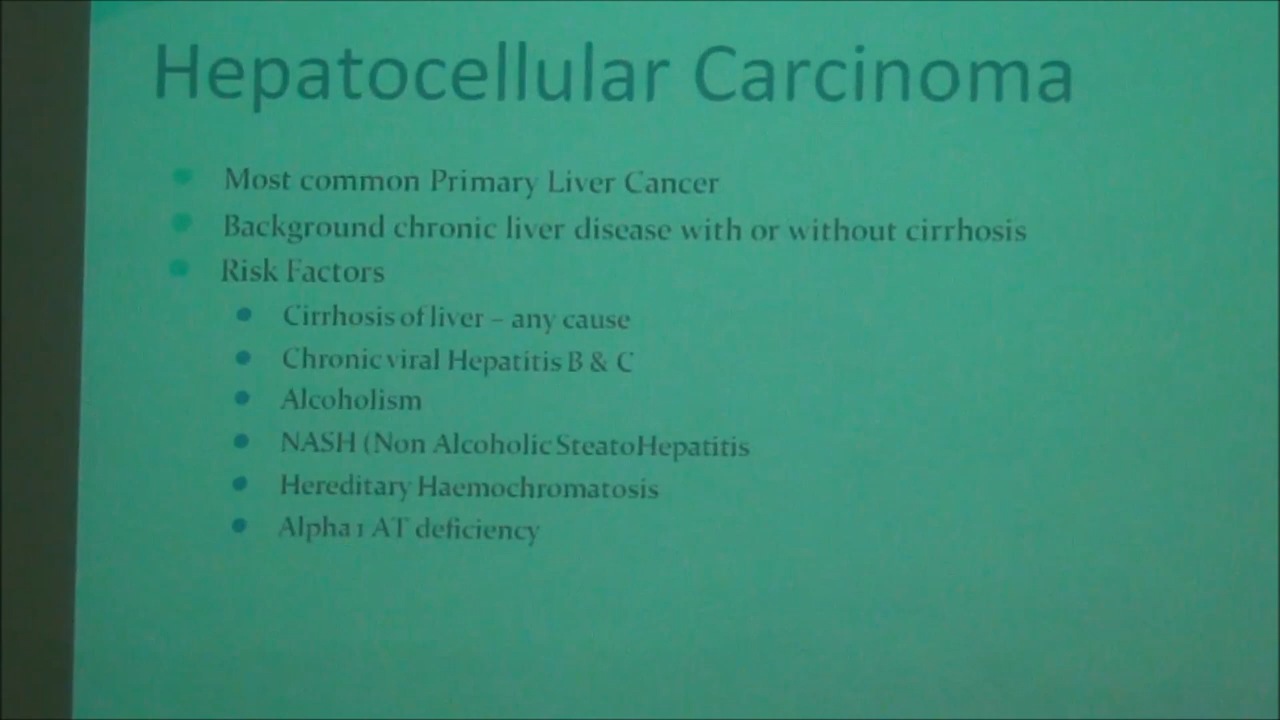 Hepatocellular Carcinoma
Most common Primary Liver Cancer
Background chronic liver disease with or without cirrhosis
Risk Factors
Cirrhosis of liver – any cause
Chronic viral Hepatitis B & C
Alcoholism
NASH (Non Alcoholic SteatoHepatitis
Hereditary Haemochromatosis
Alpha 1 AT deficiency